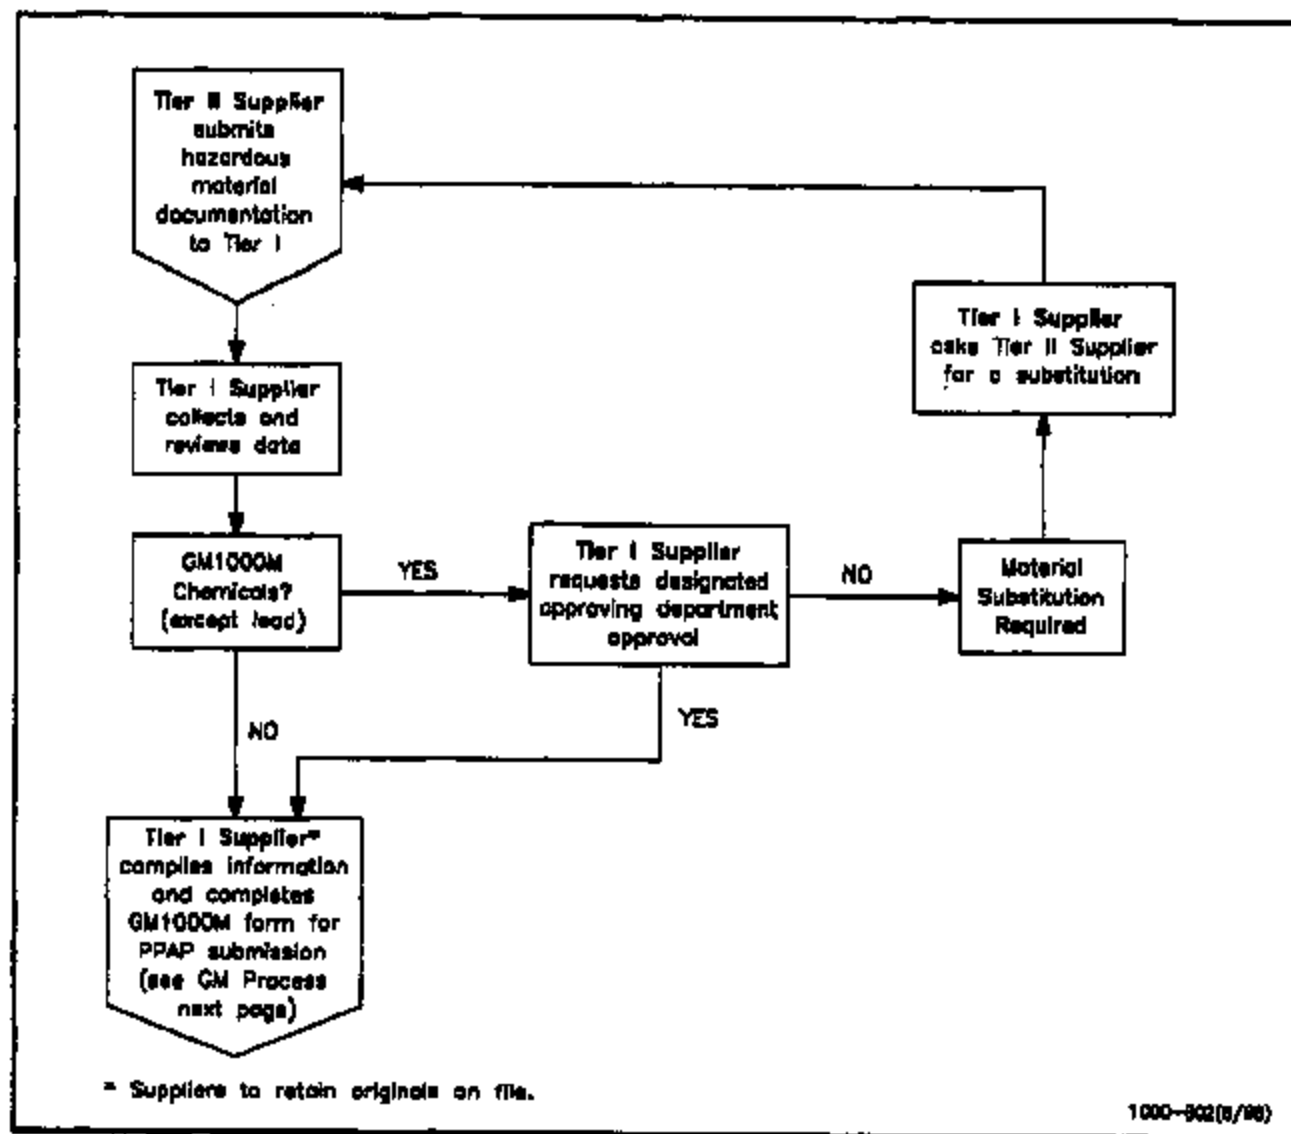 Tier II Supplier
submits
hazardous
material
documentation
to Tier I
Tier I Supplier
collects and
reviews data
GM1000M
Chemicals?
(except lead)
YES
Tier I Supplier
requests designated
approving department
approval
NO
Material
Substitution
Required
Tier I Supplier
asks Tier II Supplier
for a substitution
NO
YES
Tier I Supplier*
compiles information
and completes
GM1000M form for
PPAP submission
(see GM Process
next page)
* Suppliers to retain originals on file.